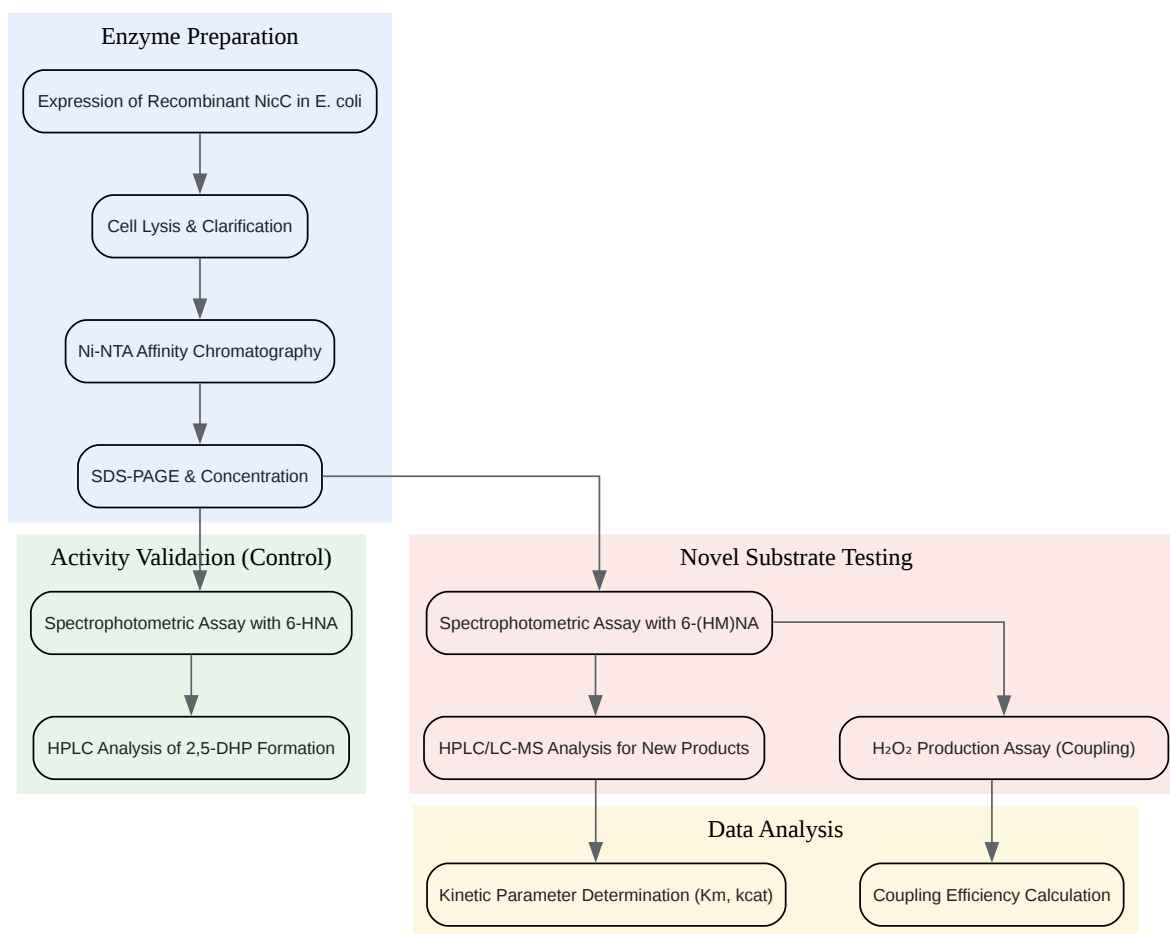 Enzyme Preparation
Expression of Recombinant NicC in E. coli
Cell Lysis & Clarification
Ni-NTA Affinity Chromatography
SDS-PAGE & Concentration
Activity Validation (Control)
Spectrophotometric Assay with 6-HNA
HPLC Analysis of 2,5-DHP Formation
Novel Substrate Testing
Spectrophotometric Assay with 6-(HM)NA
HPLC/LC-MS Analysis for New Products
H₂O₂ Production Assay (Coupling)
Data Analysis
Kinetic Parameter Determination (Km, kcat)
Coupling Efficiency Calculation